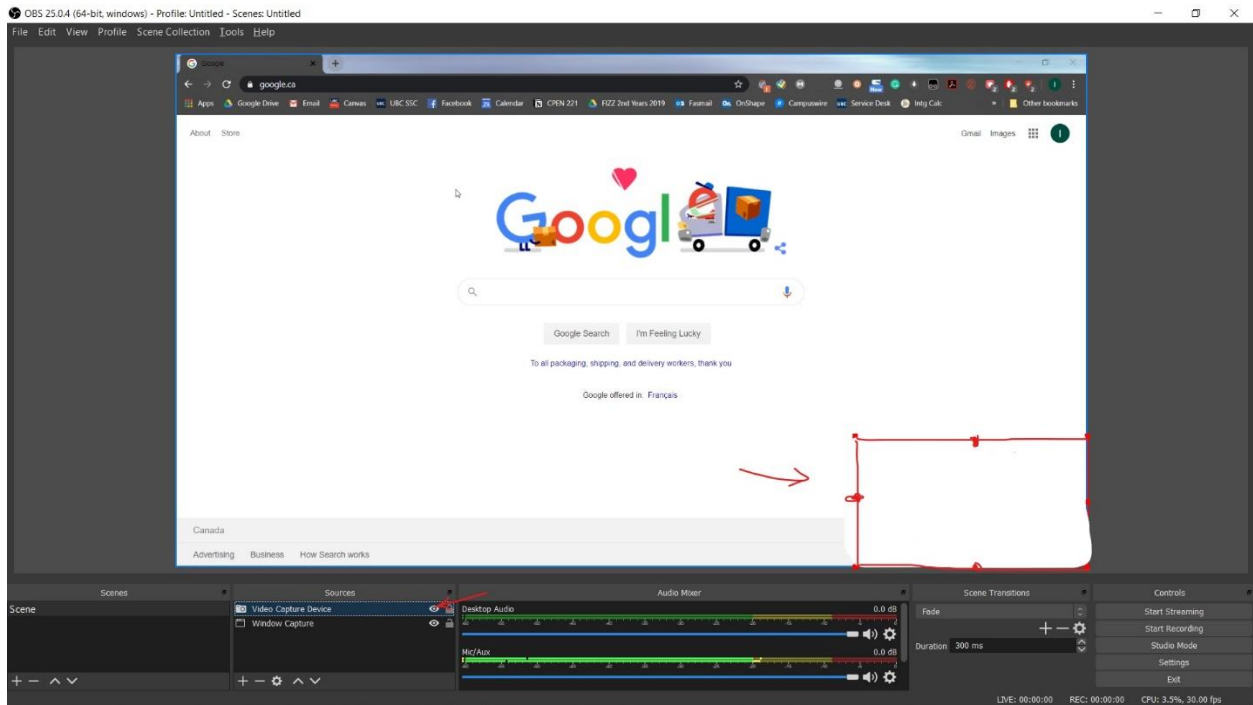 OBS 25.0.4 (64-bit, windows) - Profile: Untitled - Scenes: Untitled
File Edit View Profile Scene Collection Tools Help
Google
google.ca
Apps Google Drive Email Canvas UBC SSC Facebook Calendar CPEN 221 FIZZ 2nd Years 2019 Fasmail OnShape Campuswire Service Desk Intg Calc » Other bookmarks
About Store Gmail Images I
Google
Google Search I'm Feeling Lucky
To all packaging, shipping, and delivery workers, thank you
Google offered in: Français
Canada
Advertising Business How Search works
Scenes Sources Audio Mixer Scene Transitions Controls
Scene Video Capture Device Desktop Audio 0.0 dB Fade Start Streaming
Window Capture Start Recording
Mic/Aux 0.0 dB Duration 300 ms Studio Mode
Settings
Exit
LIVE: 00:00:00 REC: 00:00:00 CPU: 3.5%, 30.00 fps